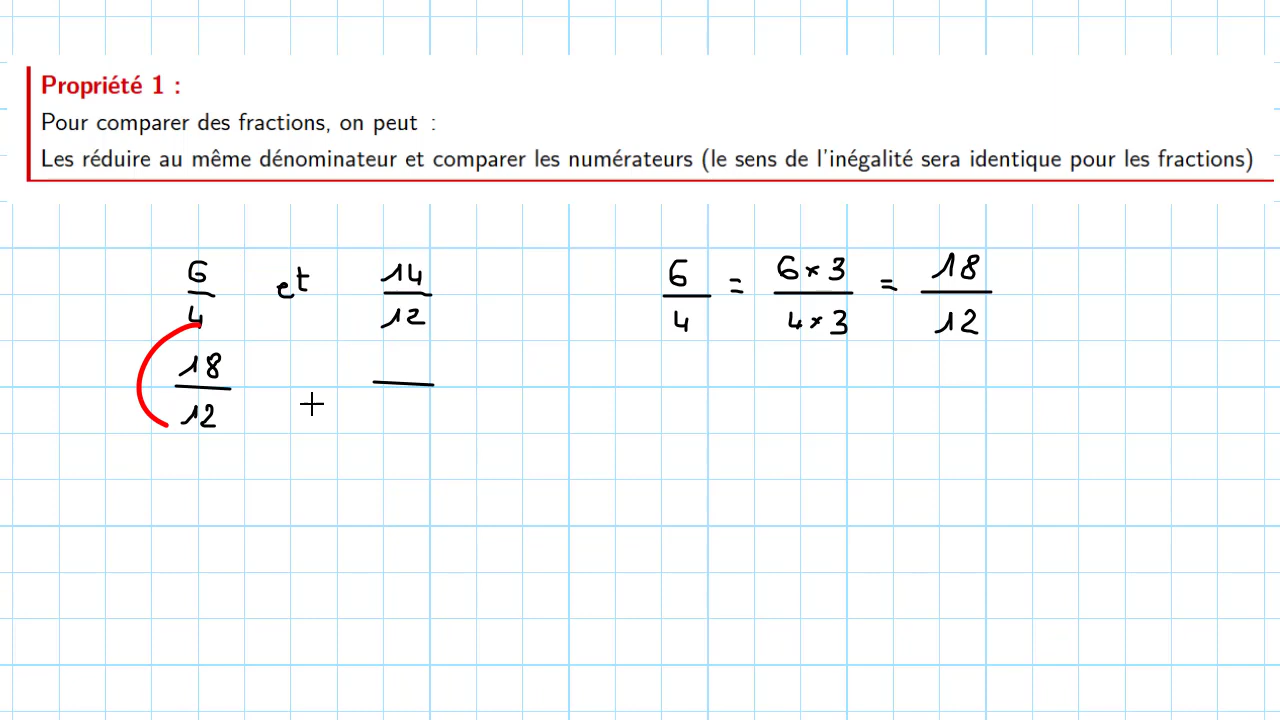 Propriété 1 :
Pour comparer des fractions, on peut :
Les réduire au même dénominateur et comparer les numérateurs (le sens de l'inégalité sera identique pour les fractions)
6/4 et 14/12
18/12
6/4 = 6×3/4×3 = 18/12